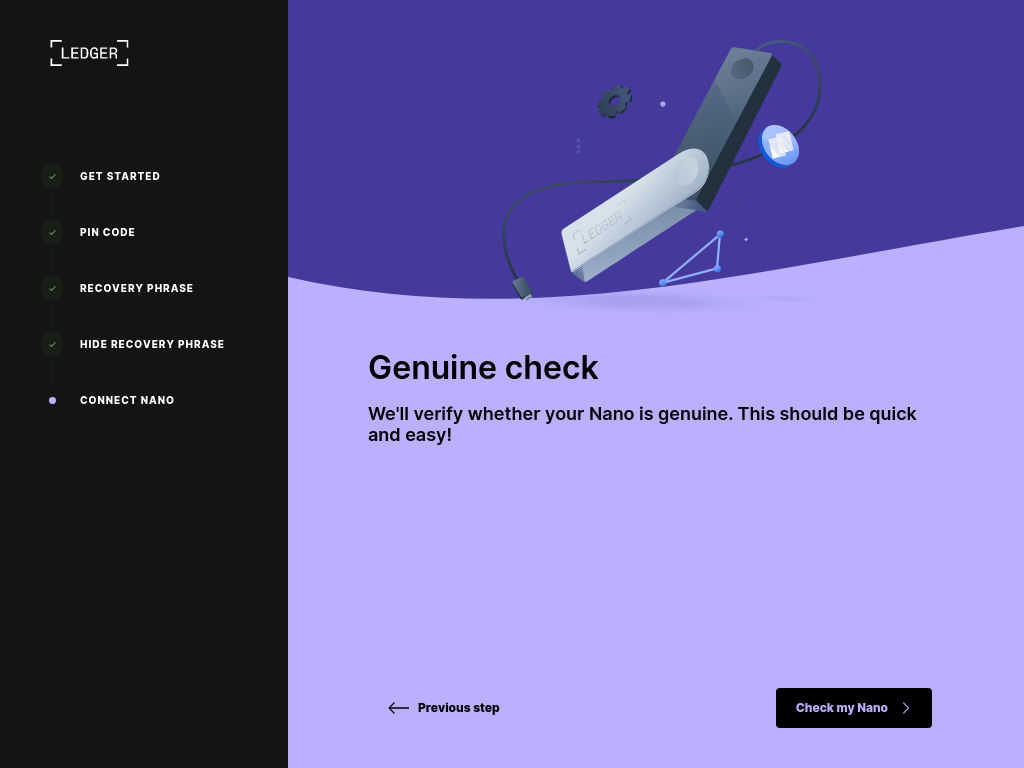 LEDGER
GET STARTED
PIN CODE
RECOVERY PHRASE
HIDE RECOVERY PHRASE
CONNECT NANO
LEDGER
Genuine check
We'll verify whether your Nano is genuine. This should be quick
and easy!
Previous step
Check my Nano